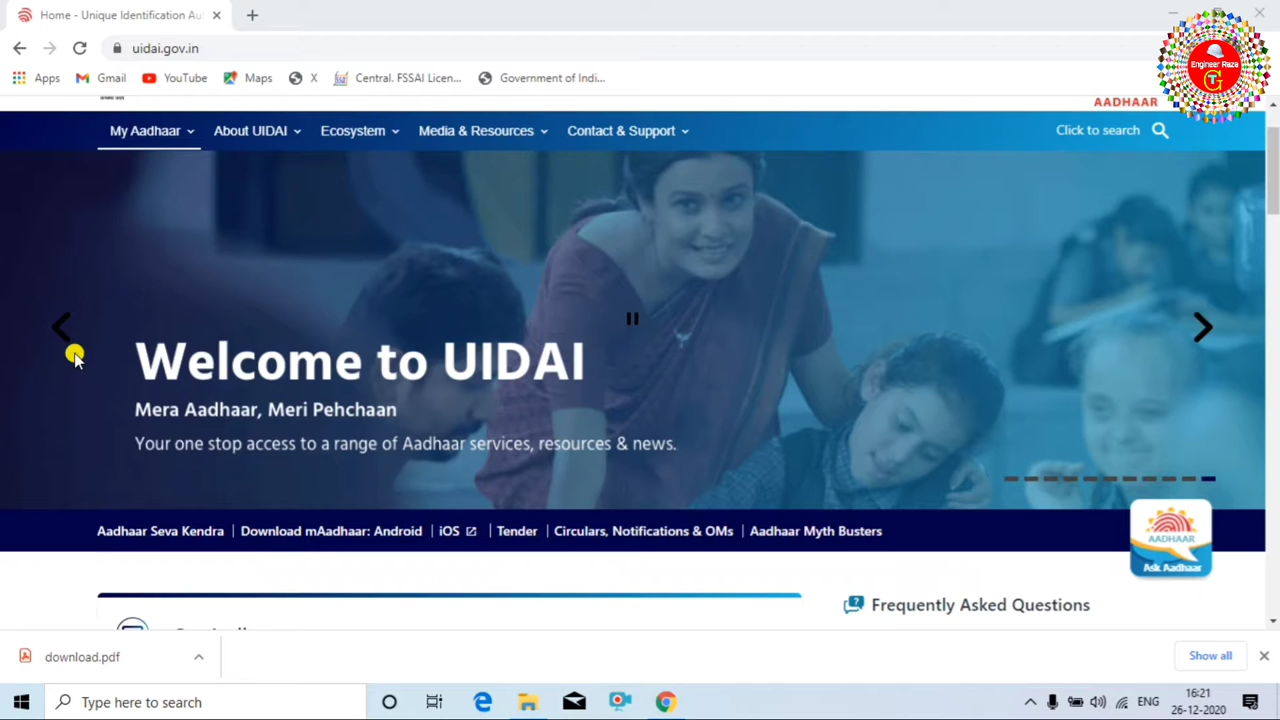 Home - Unique Identification Au
uidai.gov.in
Apps Gmail YouTube Maps X Central. FSSAI Licen... Government of Indi...
Engineer Raza
TG
AADHAAR
My Aadhaar About UIDAI Ecosystem Media & Resources Contact & Support Click to search
Welcome to UIDAI
Mera Aadhaar, Meri Pehchaan
Your one stop access to a range of Aadhaar services, resources & news.
Aadhaar Seva Kendra Download mAadhaar: Android iOS Tender Circulars, Notifications & OMs Aadhaar Myth Busters
AADHAAR
Ask Aadhaar
Frequently Asked Questions
download.pdf
Show all
Type here to search
ENG
16:21
26-12-2020